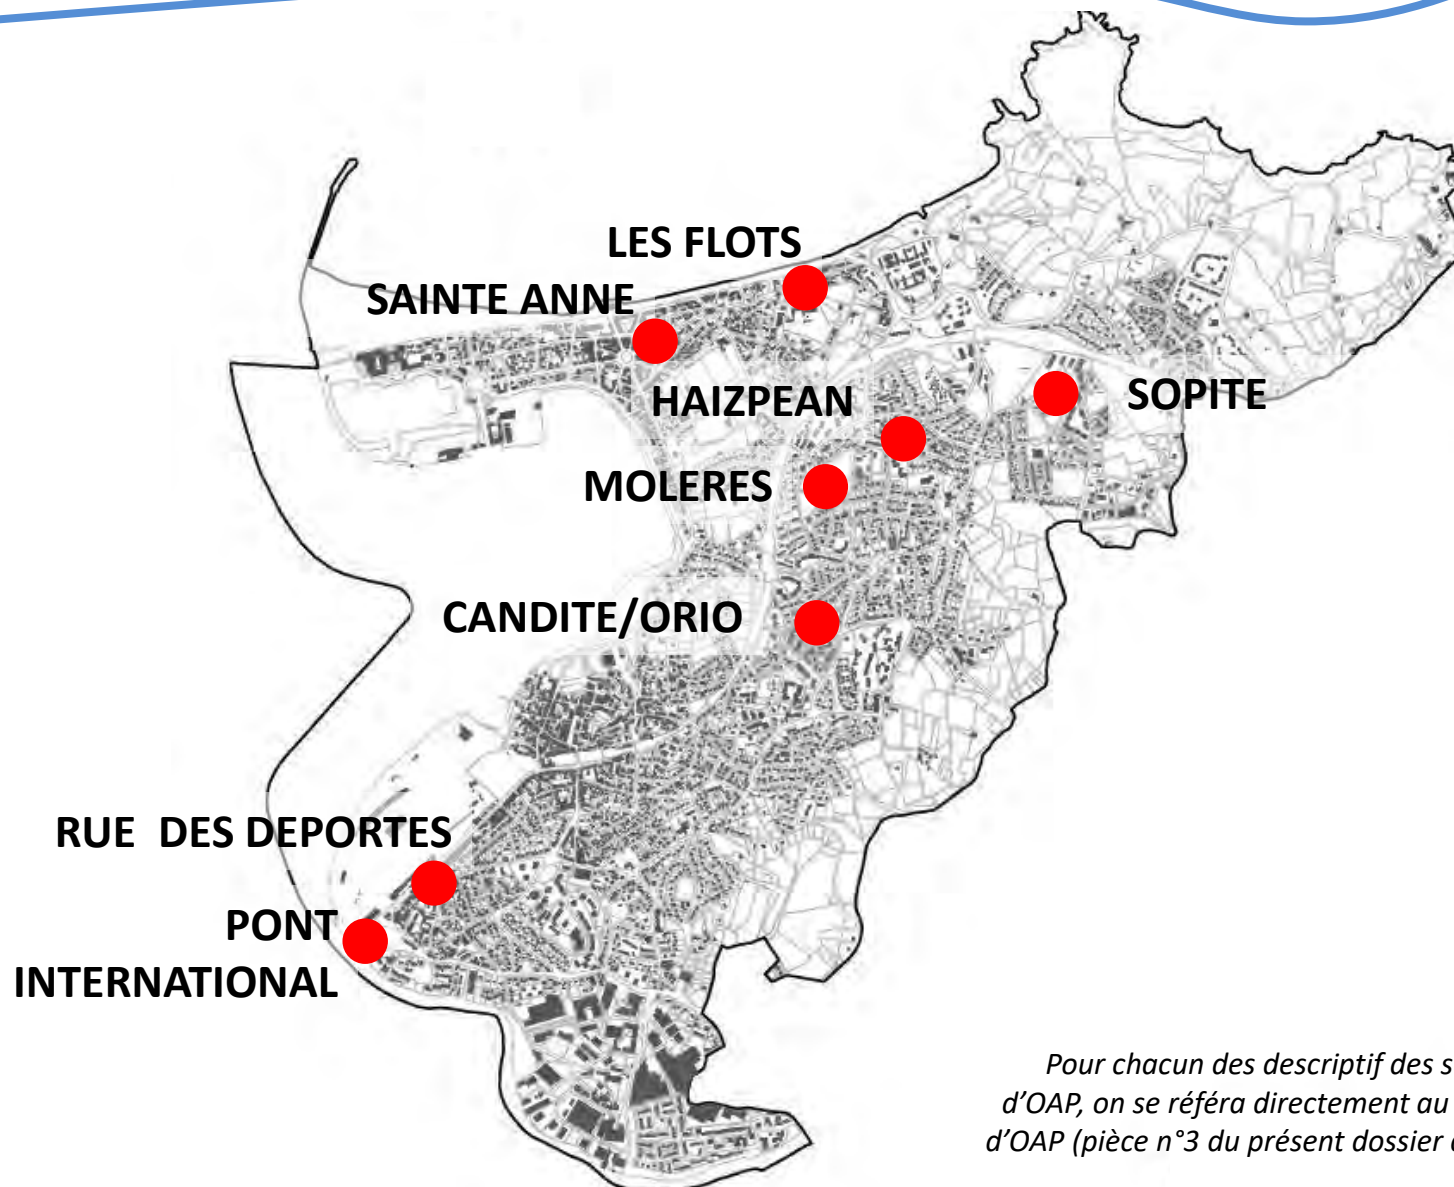 LES FLOTS
SAINTE ANNE
HAIZPEAN
SOPITE
MOLERES
CANDITE/ORIO
RUE DES DEPORTES
PONT
INTERNATIONAL
Pour chacun des descriptif des
d'OAP, on se référa directement au
d'OAP (pièce n°3 du présent dossier